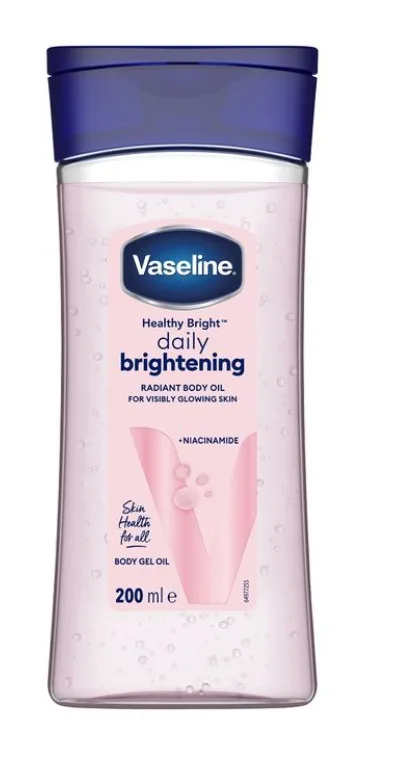 Vaseline.
Healthy Bright™
daily
brightening
RADIANT BODY OIL
FOR VISIBLY GLOWING SKIN
+NIACINAMIDE
Skin
Health
for all
BODY GEL OIL
200 ml e
64977255